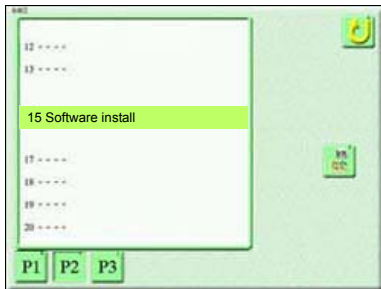 12 - - - -
13 - - - -
15 Software install
17 - - - -
18 - - - -
19 - - - -
20 - - - -
P1 P2 P3